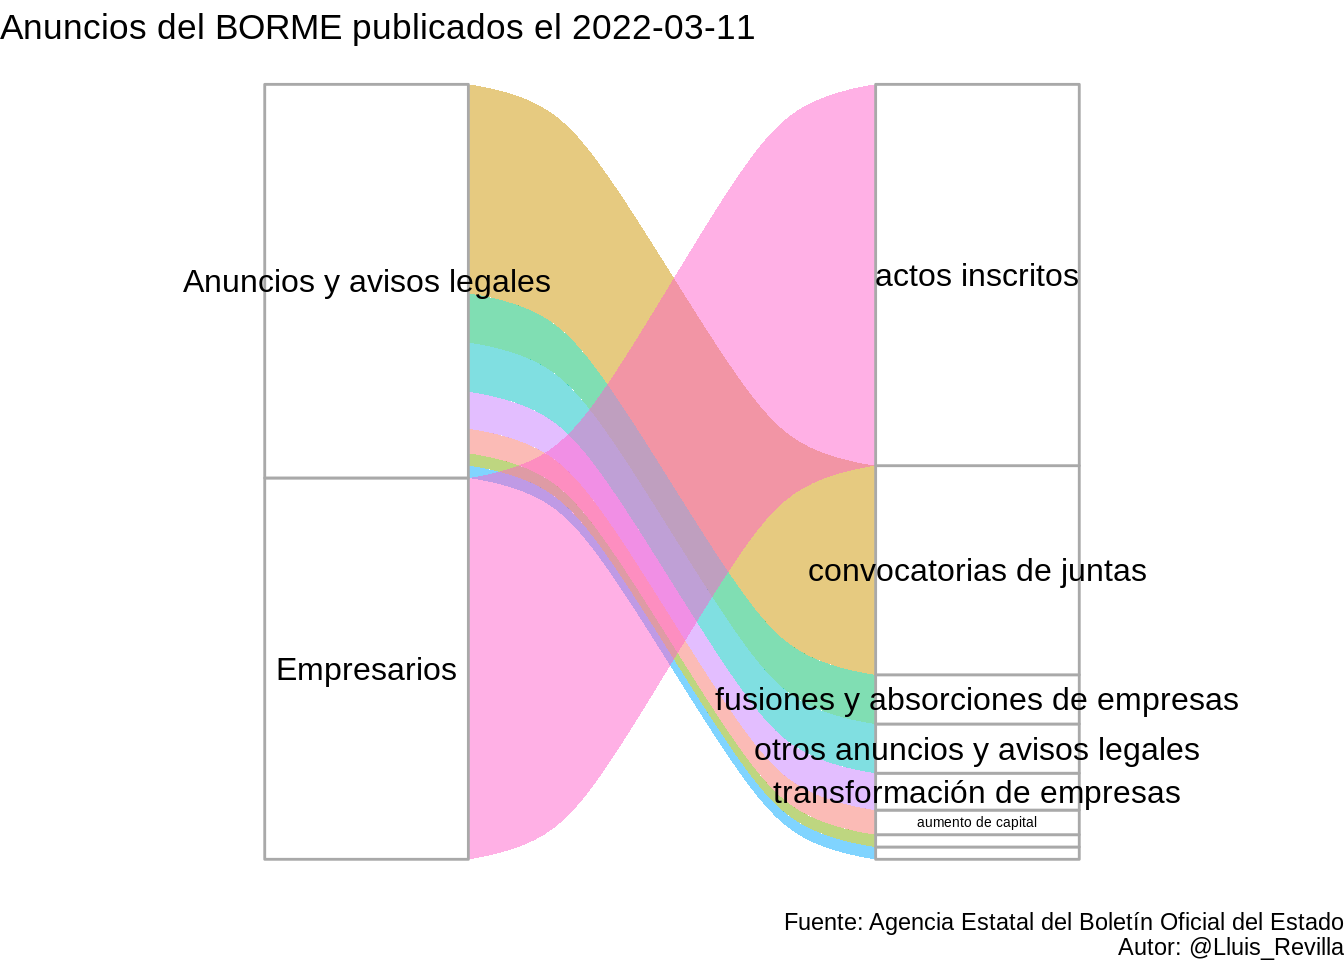 Anuncios del BORME publicados el 2022-03-11
Anuncios y avisos legales
actos inscritos
convocatorias de juntas
Empresarios
fusiones y absorciones de empresas
otros anuncios y avisos legales
transformación de empresas
aumento de capital
Fuente: Agencia Estatal del Boletín Oficial del Estado
Autor: @Lluis_Revilla